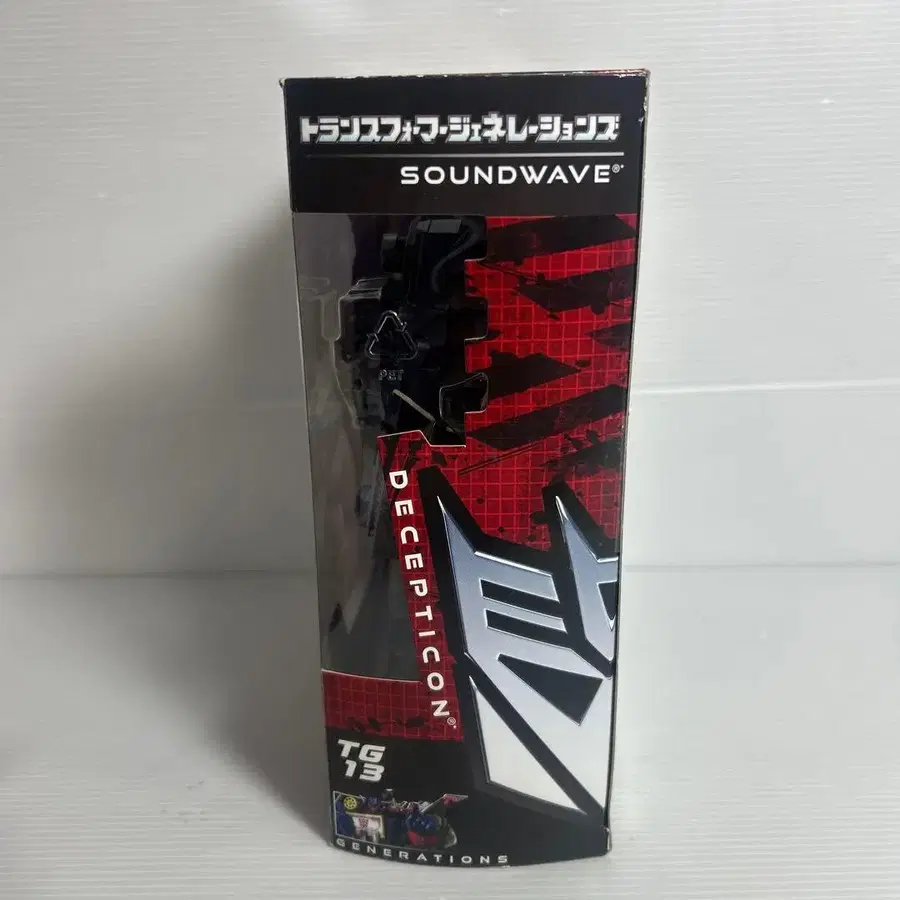 トランスフォーマージェネレーションズ
SOUNDWAVE®
PET
DECEPTICON®
TG
13
GENERATIONS